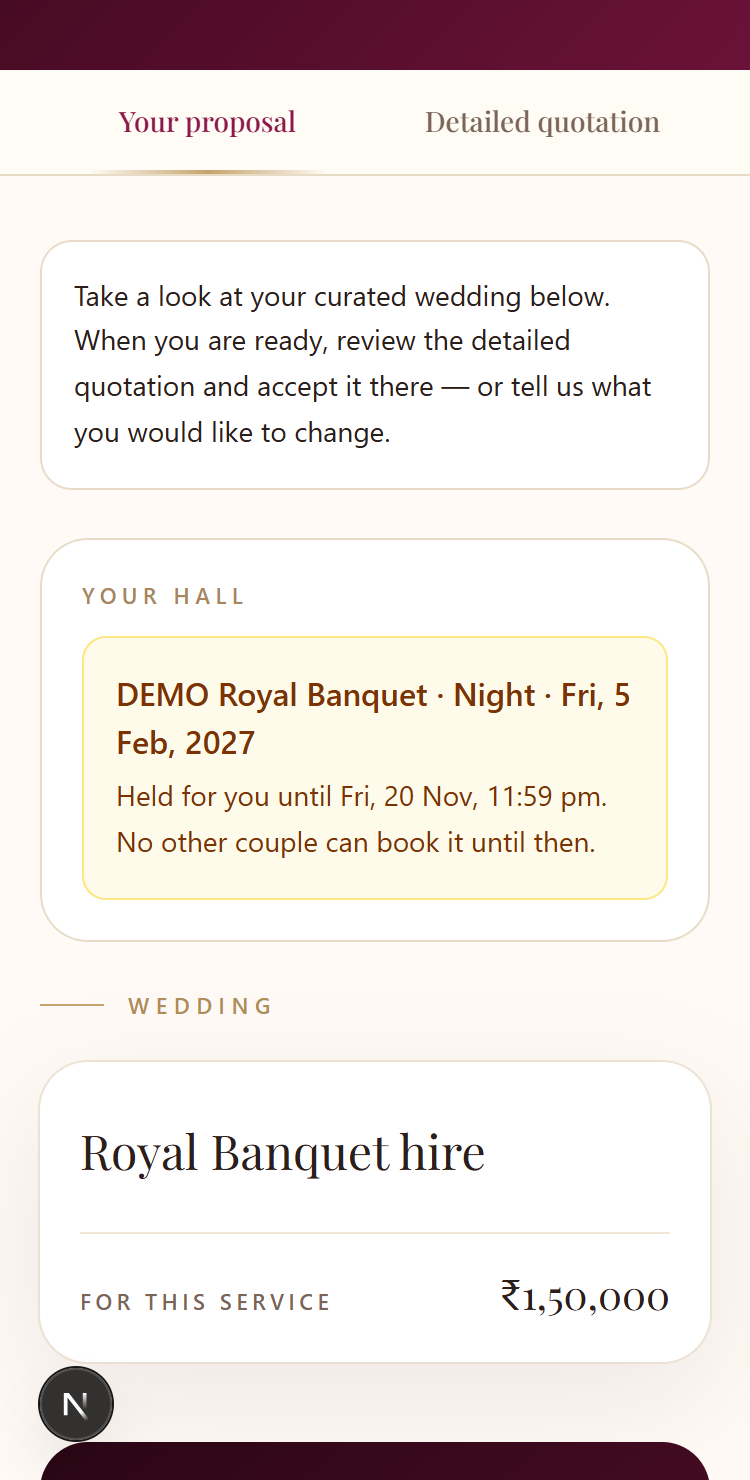 Your proposal
Detailed quotation
Take a look at your curated wedding below.
When you are ready, review the detailed
quotation and accept it there — or tell us what
you would like to change.
YOUR HALL
DEMO Royal Banquet · Night · Fri, 5
Feb, 2027
Held for you until Fri, 20 Nov, 11:59 pm.
No other couple can book it until then.
WEDDING
Royal Banquet hire
FOR THIS SERVICE
₹1,50,000
N